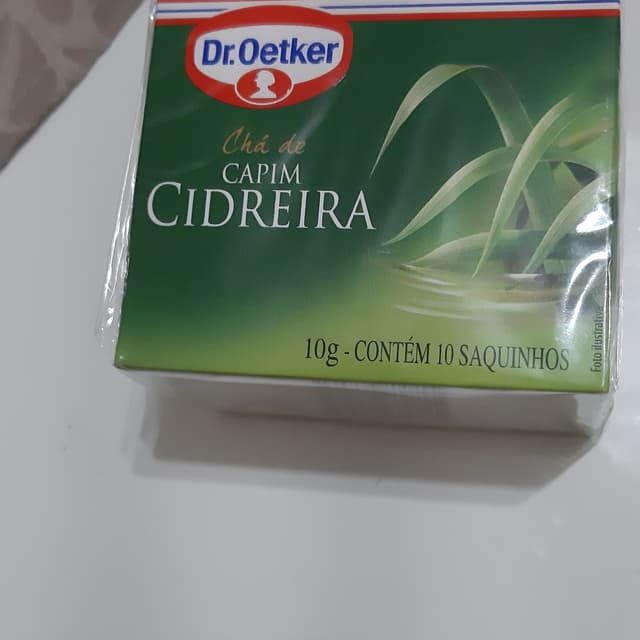 Dr.Oetker
Chá de
CAPIM
CIDREIRA
10g - CONTÉM 10 SAQUINHOS
Foto ilustrativa